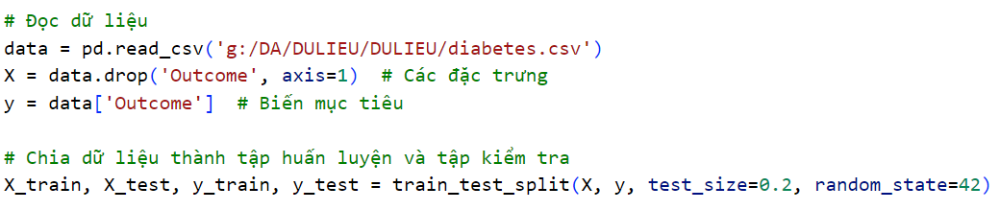 # Đọc dữ liệu
data = pd.read_csv('g:/DA/DULIEU/DULIEU/diabetes.csv')
X = data.drop('Outcome', axis=1)  # Các đặc trưng
y = data['Outcome']  # Biến mục tiêu
# Chia dữ liệu thành tập huấn luyện và tập kiểm tra
X_train, X_test, y_train, y_test = train_test_split(X, y, test_size=0.2, random_state=42)